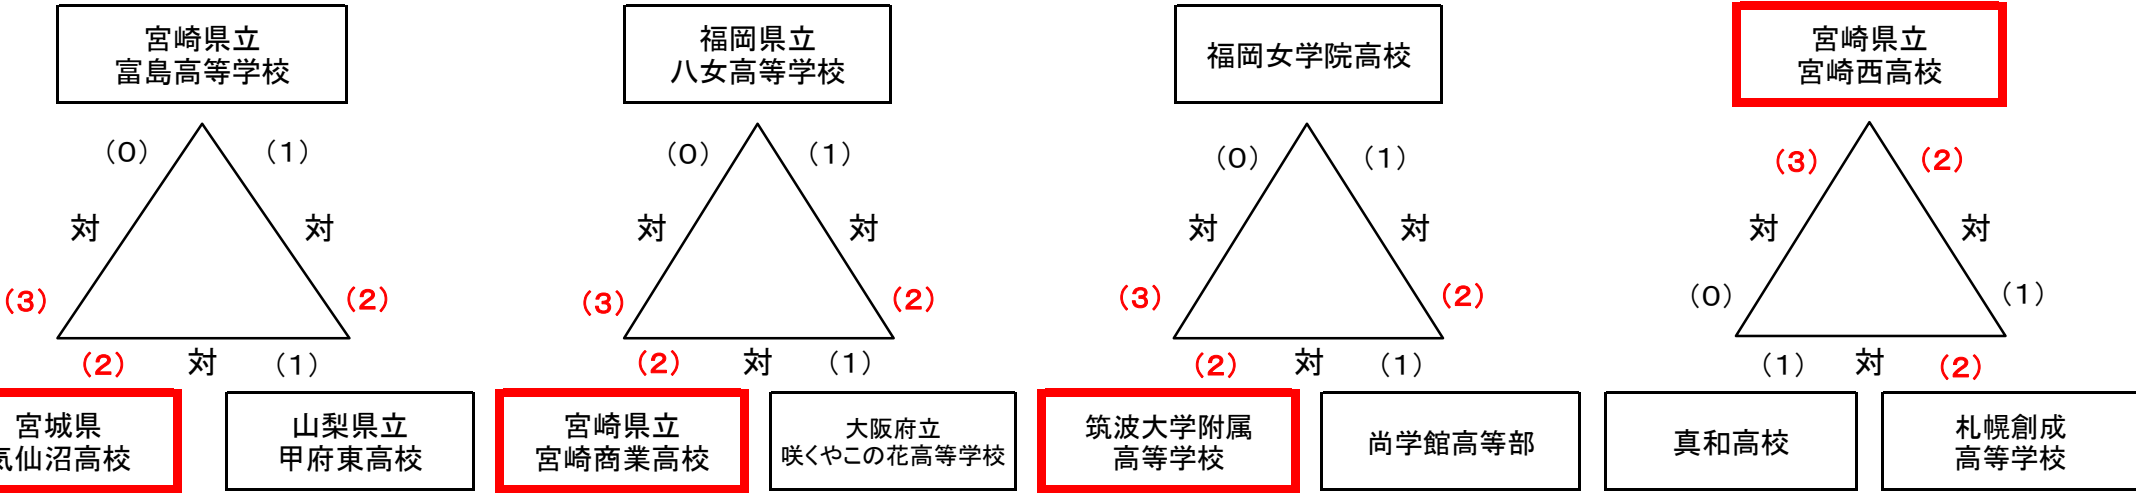 宮崎県立
富島高等学校
(0)
(1)
対
対
(3)
(2)
(2) 対 (1)
宮城県
気仙沼高校
山梨県立
甲府東高校
福岡県立
八女高等学校
(0)
(1)
対
対
(3)
(2)
(2) 対 (1)
宮崎県立
宮崎商業高校
大阪府立
咲くやこの花高等学校
福岡女学院高校
(0)
(1)
対
対
(3)
(2)
(2) 対 (1)
筑波大学附属
高等学校
尚学館高等部
宮崎県立
宮崎西高校
(3)
(2)
対
対
(0)
(1)
(1) 対 (2)
真和高校
札幌創成
高等学校